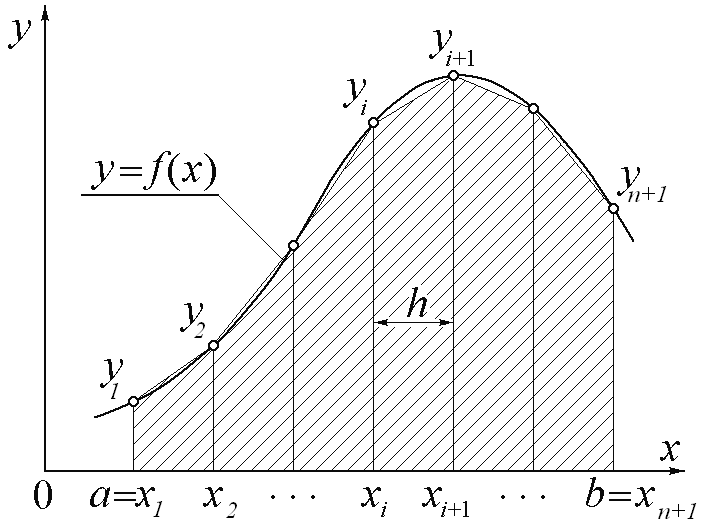 y
y_{i+1}
y_i
y=f(x)
y_{n+1}
h
y_2
y_1
x
0 a=x_1 x_2 ··· x_i x_{i+1} ··· b=x_{n+1}